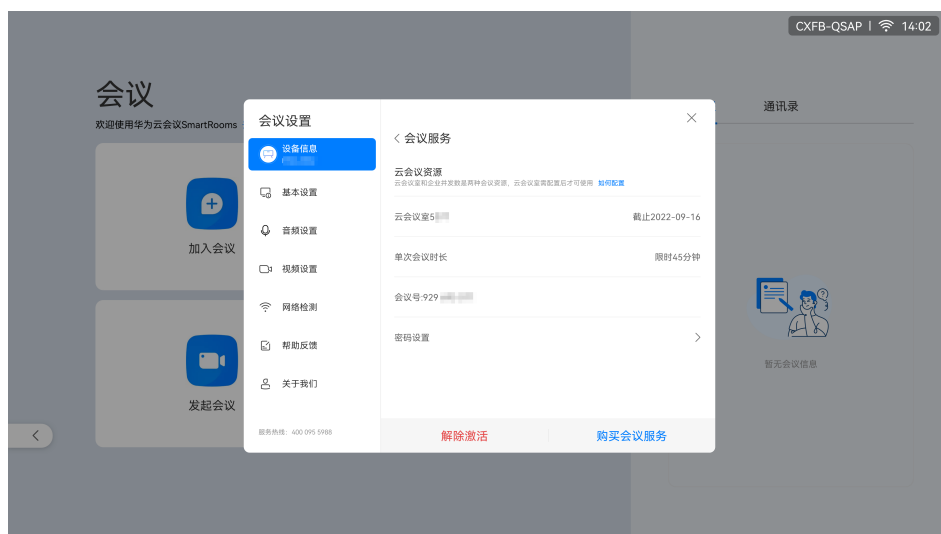 CXFB-QSAP | 14:02
会议
欢迎使用华为云会议SmartRooms
加入会议
发起会议
通讯录
暂无会议信息
会议设置
设备信息
基本设置
音频设置
视频设置
网络检测
帮助反馈
关于我们
服务热线：400 095 5988
会议服务
云会议资源
云会议室和企业并发数是两种会议资源，云会议室需配置后才可使用 如何配置
云会议室5 截止2022-09-16
单次会议时长 限时45分钟
会议号:929
密码设置
解除激活 购买会议服务